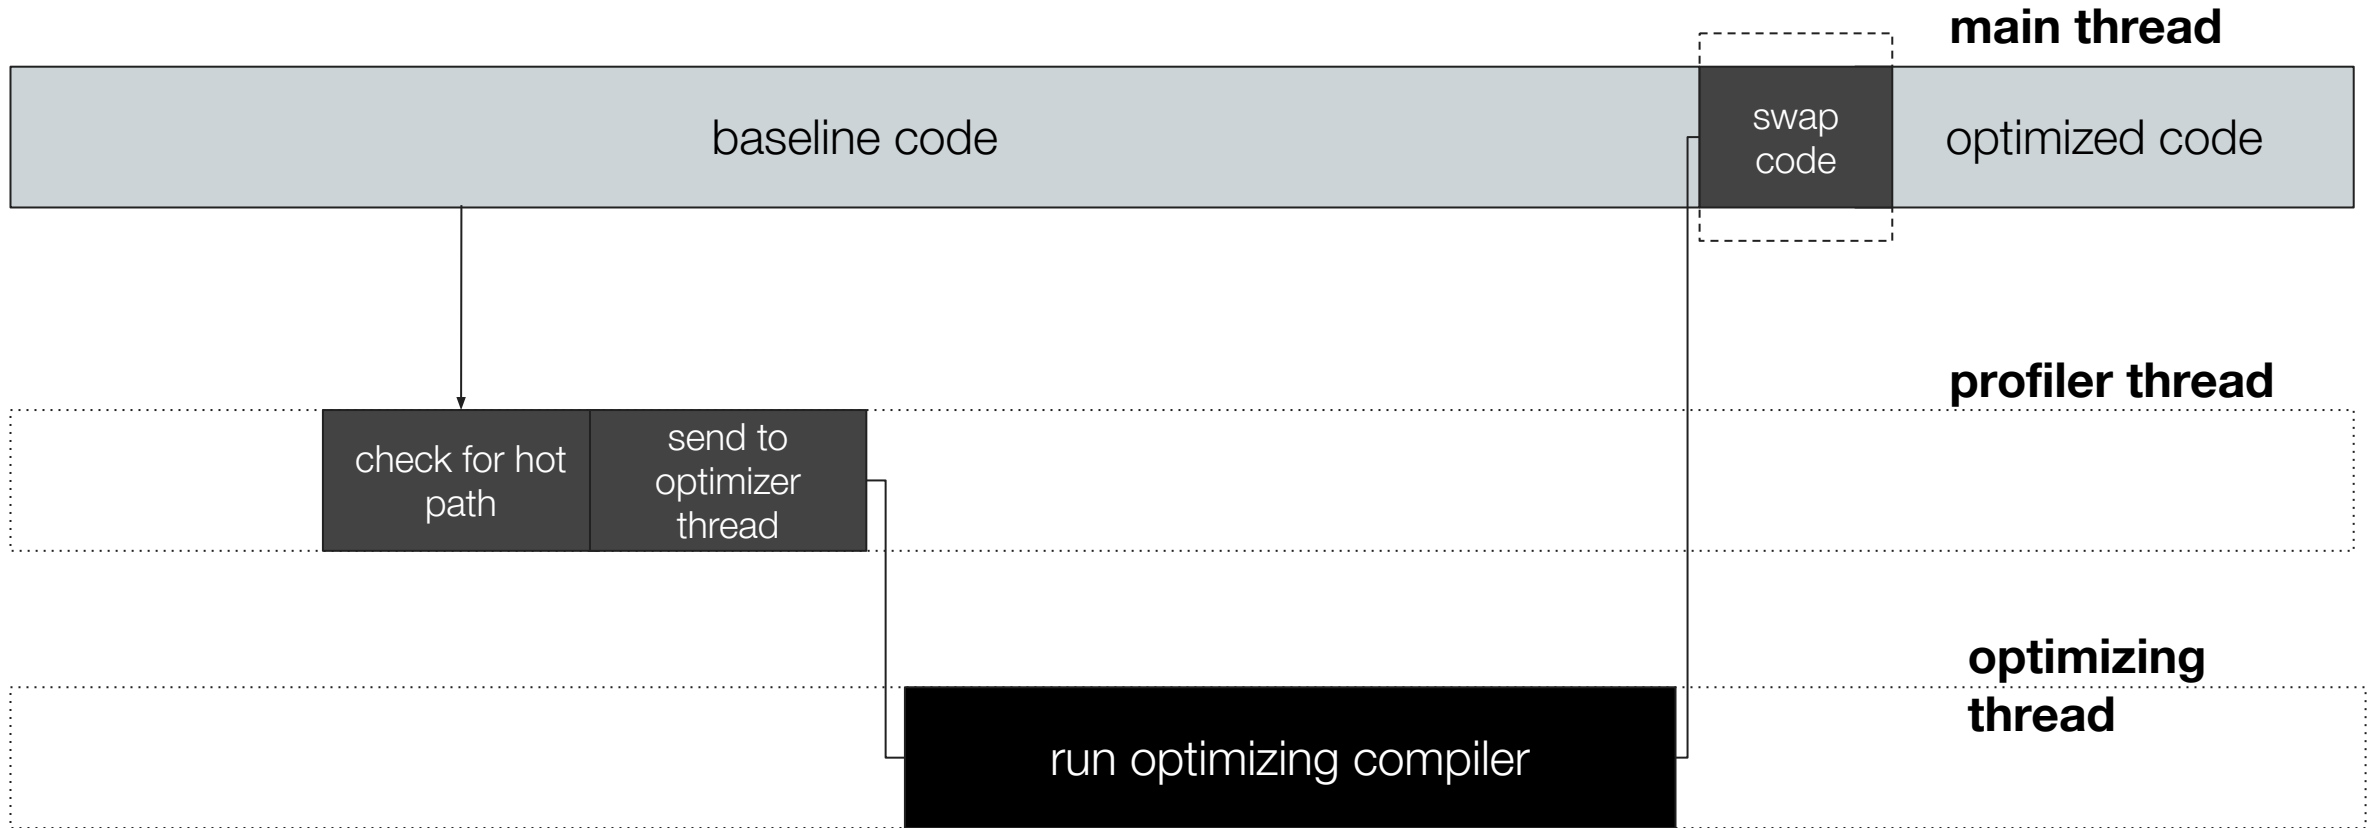 main thread
baseline code
swap
code
optimized code
profiler thread
check for hot
path
send to
optimizer
thread
optimizing
thread
run optimizing compiler